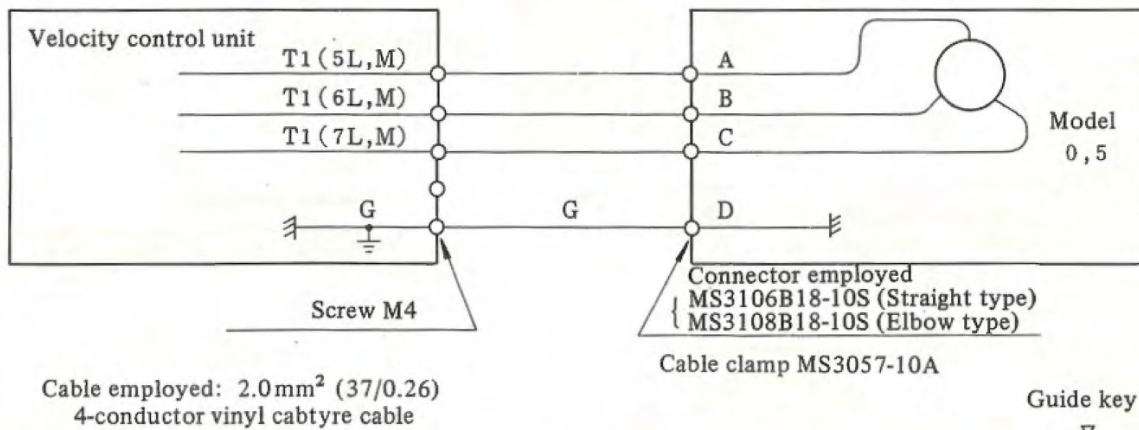 Velocity control unit
T1(5L,M)
T1(6L,M)
T1(7L,M)
G
G
A
B
C
D
Model
0,5
Screw M4
Connector employed
MS3106B18-10S (Straight type)
MS3108B18-10S (Elbow type)
Cable clamp MS3057-10A
Cable employed: 2.0mm² (37/0.26)
4-conductor vinyl cabtyre cable
Guide key